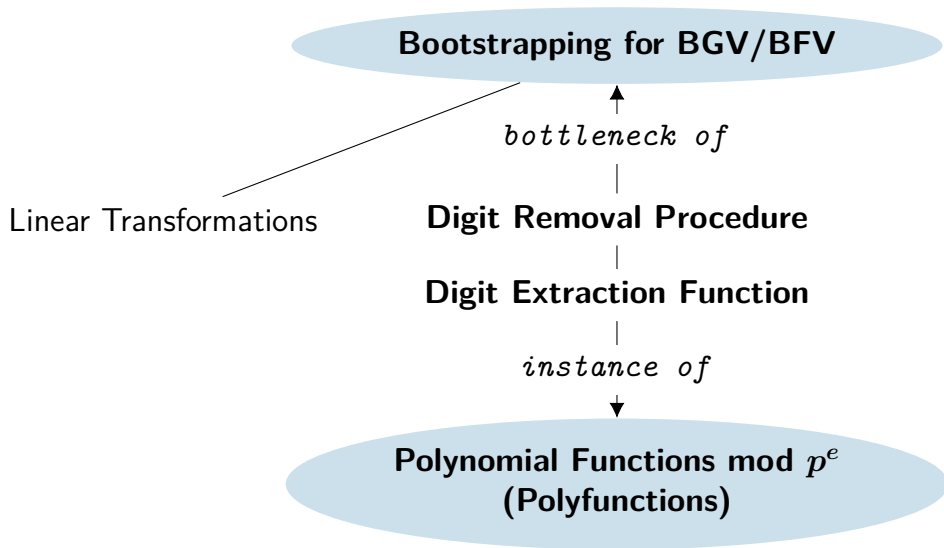 Bootstrapping for BGV/BFV
bottleneck of
Linear Transformations
Digit Removal Procedure
Digit Extraction Function
instance of
Polynomial Functions mod p^e
(Polyfunctions)